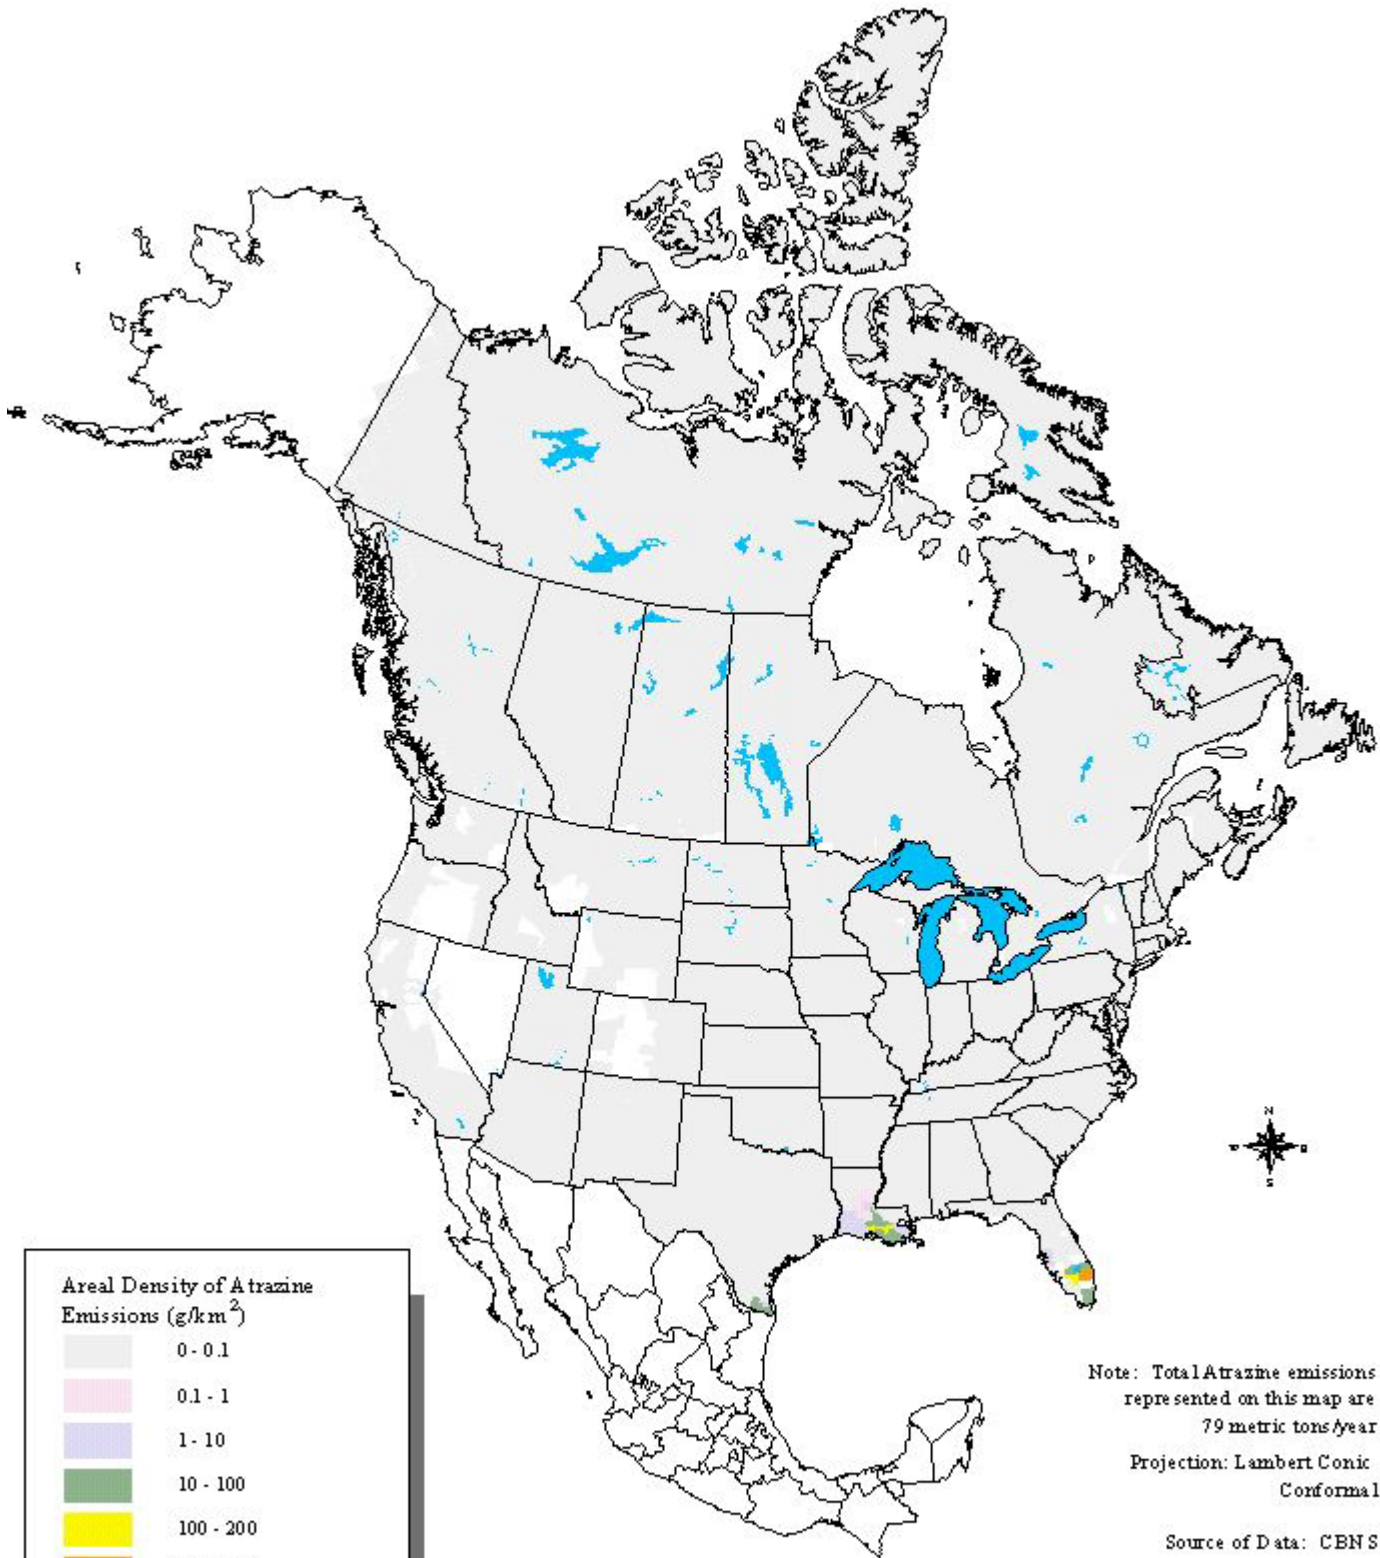 N
S
Areal Density of Atrazine
Emissions (g/km²)
0 - 0.1
0.1 - 1
1 - 10
10 - 100
100 - 200
Note: Total Atrazine emissions
represented on this map are
79 metric tons/year
Projection: Lambert Conic
Conformal
Source of Data: CBNS